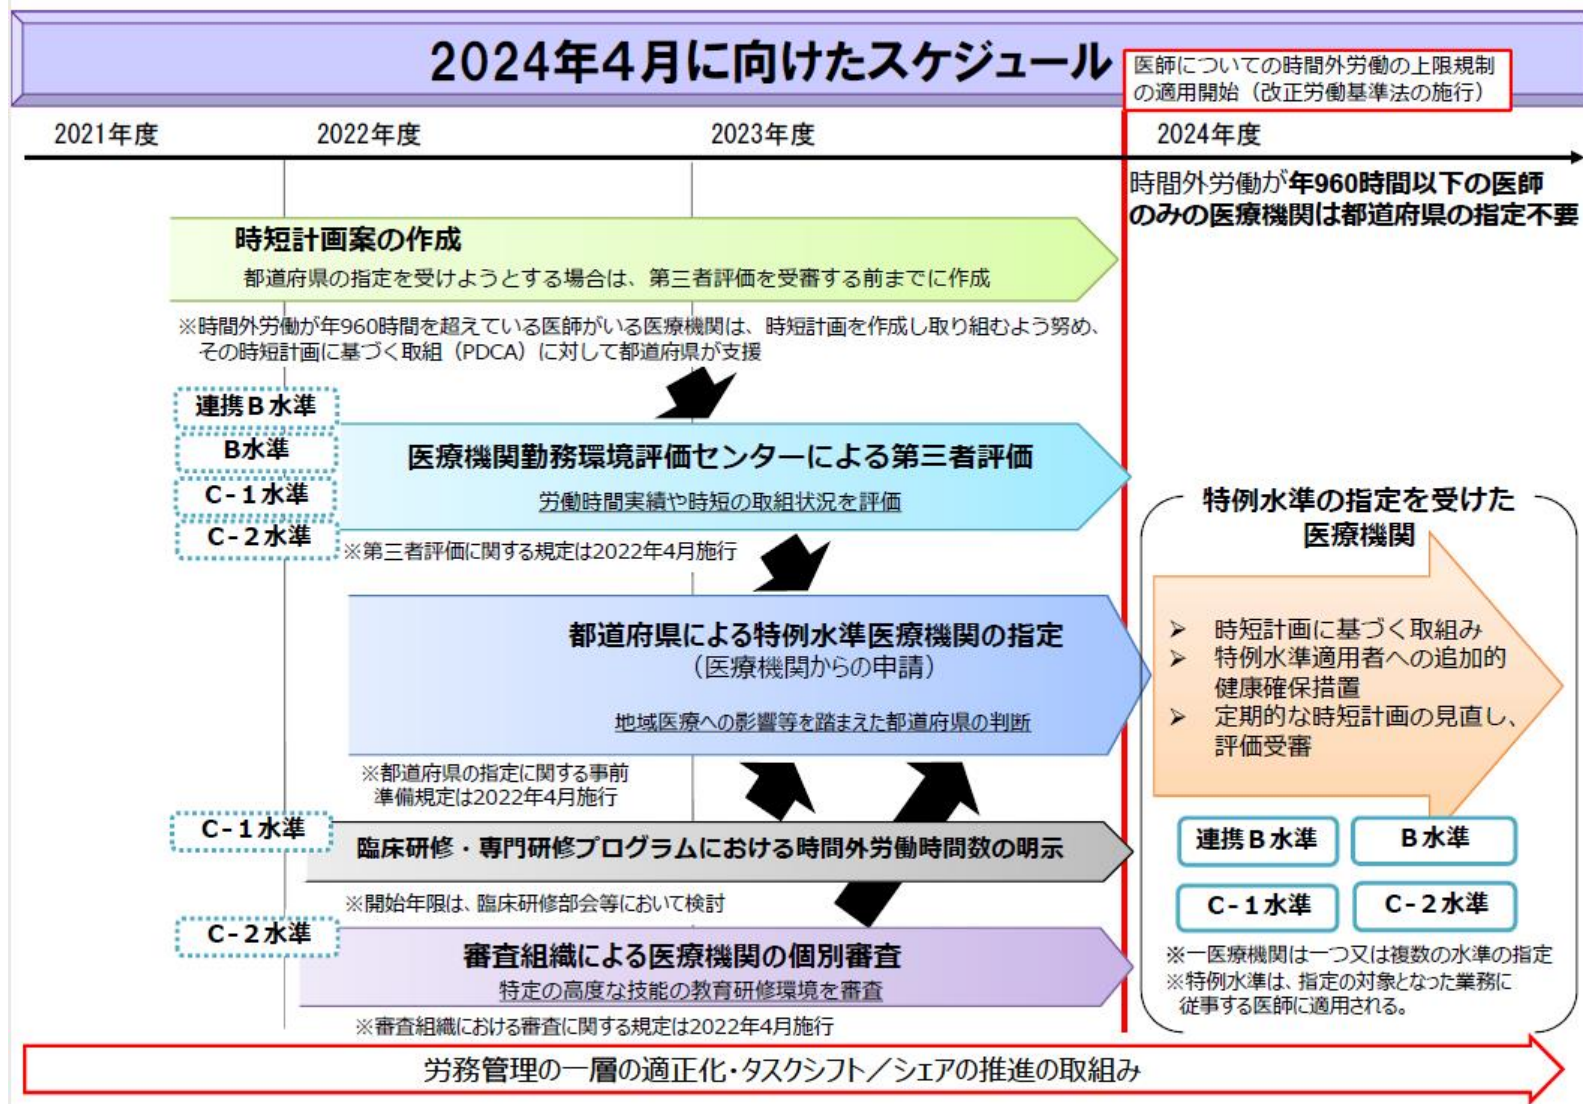 2024年4月に向けたスケジュール
医師についての時間外労働の上限規制
の適用開始（改正労働基準法の施行）
2021年度
2022年度
2023年度
2024年度
時間外労働が年960時間以下の医師
のみの医療機関は都道府県の指定不要
時短計画案の作成
都道府県の指定を受けようとする場合は、第三者評価を受審する前までに作成
※時間外労働が年960時間を超えている医師がいる医療機関は、時短計画を作成し取り組むよう努め、
その時短計画に基づく取組（PDCA）に対して都道府県が支援
連携B水準
B水準
C-1水準
C-2水準
医療機関勤務環境評価センターによる第三者評価
労働時間実績や時短の取組状況を評価
※第三者評価に関する規定は2022年4月施行
都道府県による特例水準医療機関の指定
（医療機関からの申請）
地域医療への影響等を踏まえた都道府県の判断
※都道府県の指定に関する事前
準備規定は2022年4月施行
C-1水準
臨床研修・専門研修プログラムにおける時間外労働時間数の明示
※開始年限は、臨床研修部会等において検討
C-2水準
審査組織による医療機関の個別審査
特定の高度な技能の教育研修環境を審査
※審査組織における審査に関する規定は2022年4月施行
特例水準の指定を受けた
医療機関
➢ 時短計画に基づく取組み
➢ 特例水準適用者への追加的
健康確保措置
➢ 定期的な時短計画の見直し、
評価受審
連携B水準
B水準
C-1水準
C-2水準
※一医療機関は一つ又は複数の水準の指定
※特例水準は、指定の対象となった業務に
従事する医師に適用される。
労務管理の一層の適正化・タスクシフト／シェアの推進の取組み